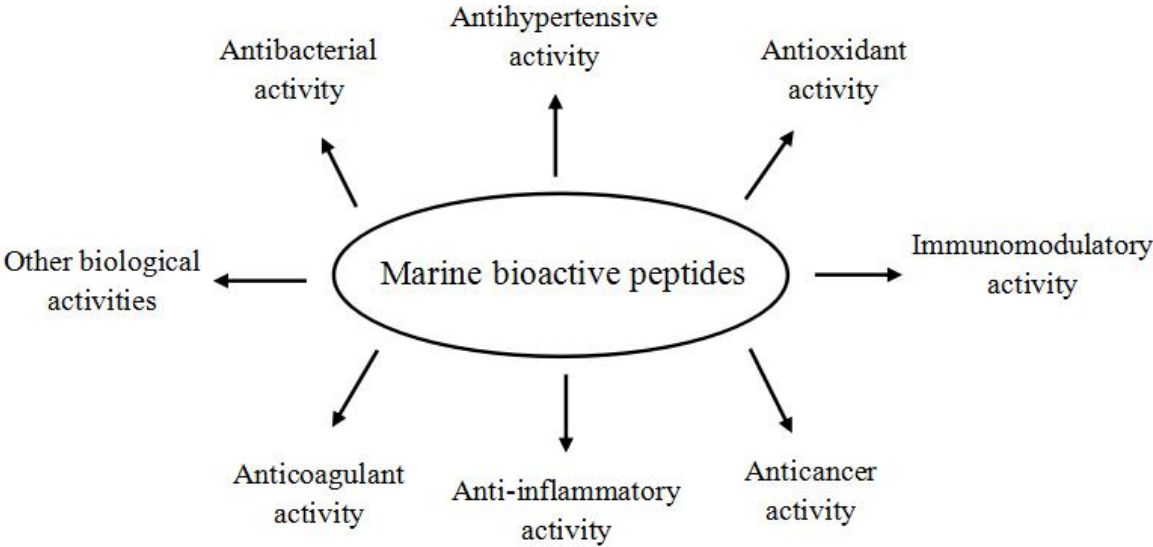 Antihypertensive
activity
Antibacterial
activity
Antioxidant
activity
Other biological
activities
Marine bioactive peptides
Immunomodulatory
activity
Anticoagulant
activity
Anti-inflammatory
activity
Anticancer
activity